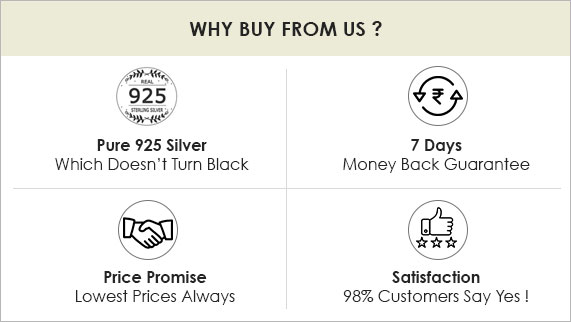 WHY BUY FROM US ?
REAL
925
STERLING SILVER
Pure 925 Silver
Which Doesn't Turn Black
₹
7 Days
Money Back Guarantee
Price Promise
Lowest Prices Always
Satisfaction
98% Customers Say Yes !